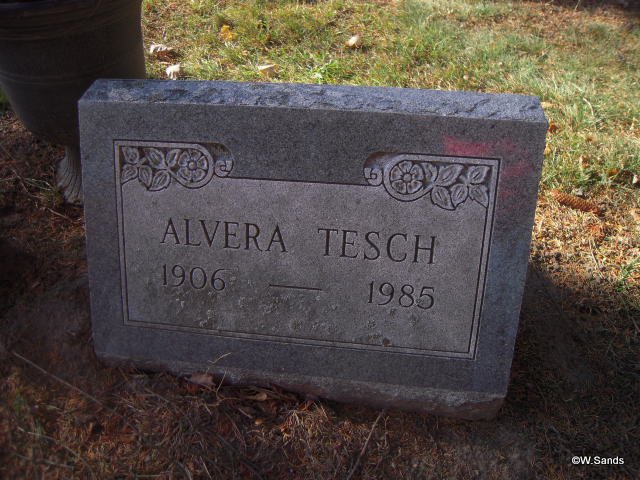 ALVERA TESCH
1906 — 1985
©W.Sands